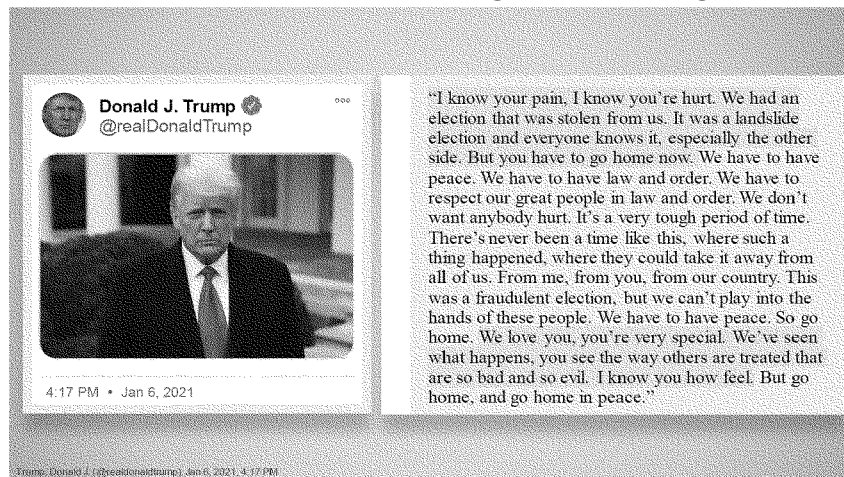 Donald J. Trump
@realDonaldTrump
4:17 PM • Jan 6, 2021
“I know your pain, I know you’re hurt. We had an
election that was stolen from us. It was a landslide
election and everyone knows it, especially the other
side. But you have to go home now. We have to have
peace. We have to have law and order. We have to
respect our great people in law and order. We don’t
want anybody hurt. It’s a very tough period of time.
There’s never been a time like this, where such a
thing happened, where they could take it away from
all of us. From me, from you, from our country. This
was a fraudulent election, but we can’t play into the
hands of these people. We have to have peace. So go
home. We love you, you’re very special. We’ve seen
what happens, you see the way others are treated that
are so bad and so evil. I know you how feel. But go
home, and go home in peace.”
Trump, Donald J. (@realdonaldtrump), Jan 6, 2021, 4:17 PM